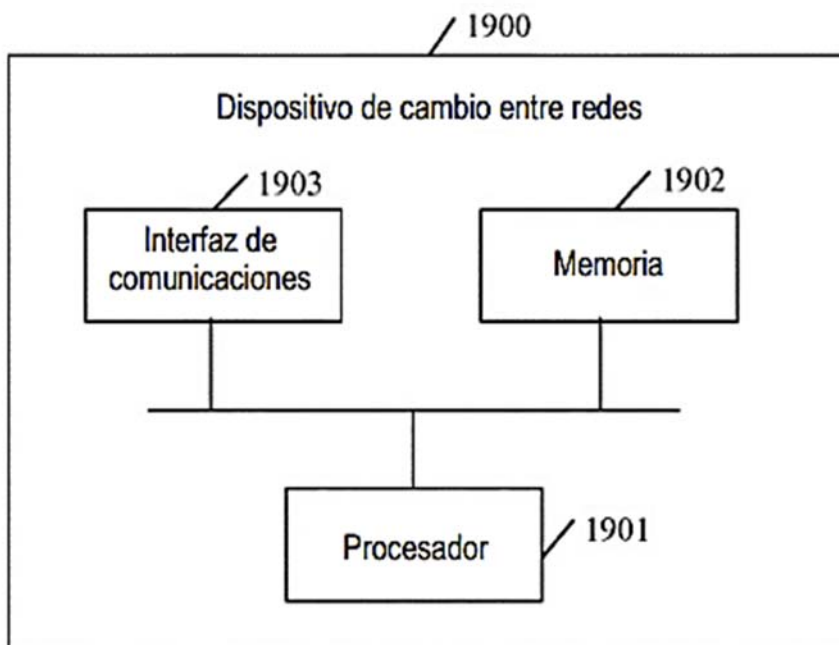 1900
Dispositivo de cambio entre redes
1903
1902
Interfaz de
comunicaciones
Memoria
Procesador
1901